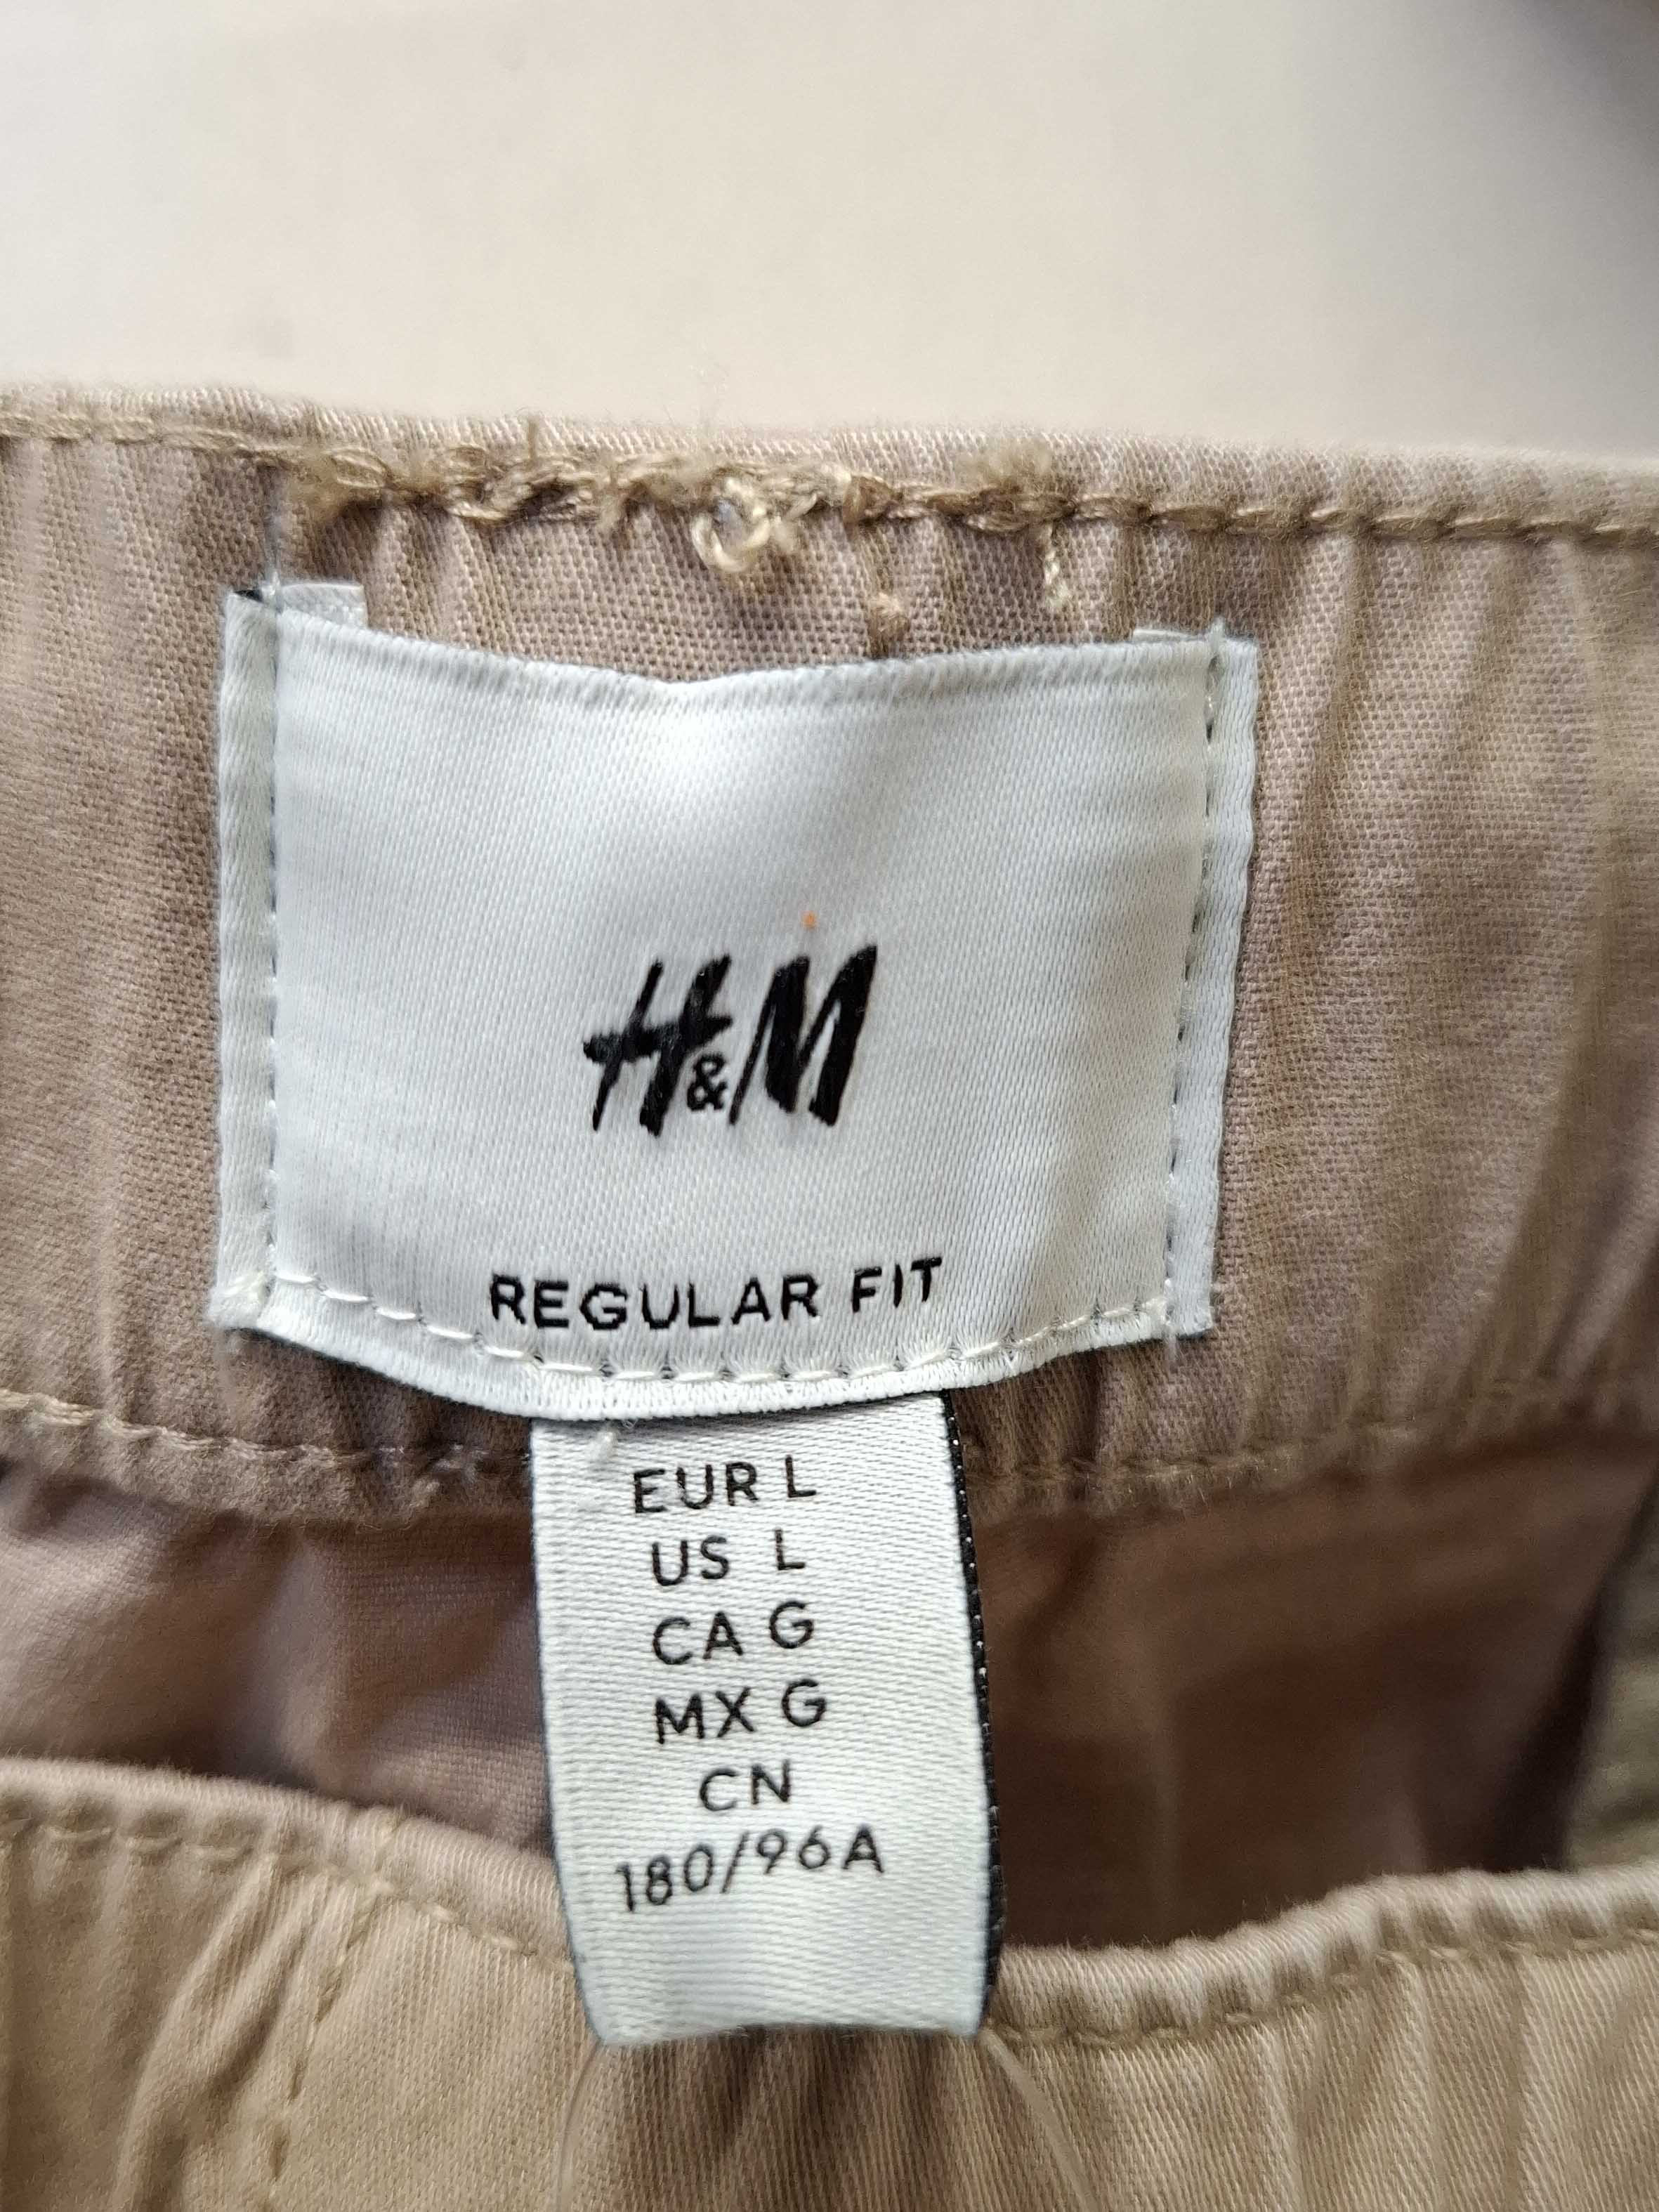 H&M
REGULAR FIT
EUR L
US L
CA G
MX G
CN
180/96A